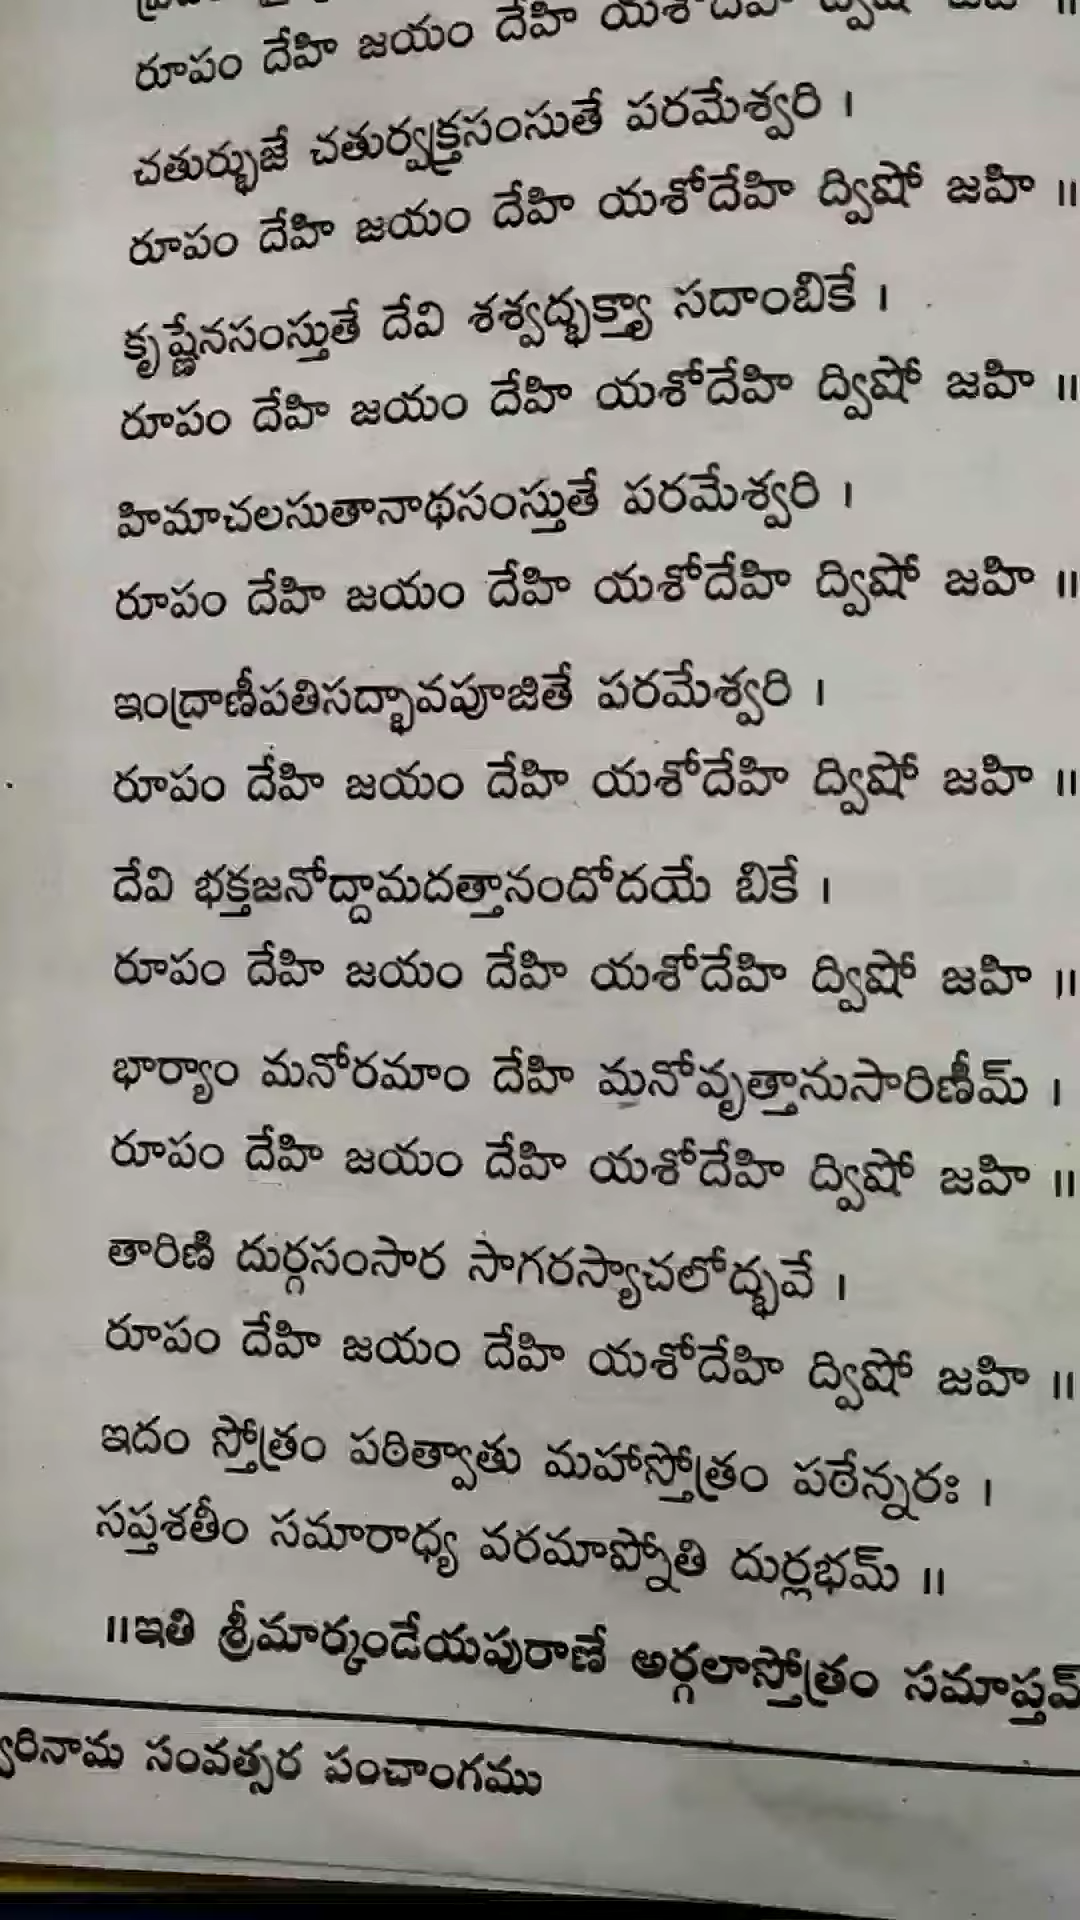 రూపం దేహి జయం దేహి
చతుర్భుజే చతుర్వక్త్రసంసుతే పరమేశ్వరి ।
రూపం దేహి జయం దేహి యశోదేహి ద్విషో జహి ॥
కృష్ణేనసంస్తుతే దేవి శశ్వద్భక్త్యా సదాంబికే ।
రూపం దేహి జయం దేహి యశోదేహి ద్విషో జహి ॥
హిమాచలసుతానాథసంస్తుతే పరమేశ్వరి ।
రూపం దేహి జయం దేహి యశోదేహి ద్విషో జహి ॥
ఇంద్రాణీపతిసద్భావపూజితే పరమేశ్వరి ।
రూపం దేహి జయం దేహి యశోదేహి ద్విషో జహి ॥
దేవి భక్తజనోద్దామదత్తానందోదయే బికే ।
రూపం దేహి జయం దేహి యశోదేహి ద్విషో జహి ॥
భార్యాం మనోరమాం దేహి మనోవృత్తానుసారిణీమ్ ।
రూపం దేహి జయం దేహి యశోదేహి ద్విషో జహి ॥
తారిణి దుర్గసంసార సాగరస్యాచలోద్భవే ।
రూపం దేహి జయం దేహి యశోదేహి ద్విషో జహి ॥
ఇదం స్తోత్రం పఠిత్వాతు మహాస్తోత్రం పఠేన్నరః ।
సప్తశతీం సమారాధ్య వరమాప్నోతి దుర్లభమ్ ॥
॥ఇతి శ్రీమార్కండేయపురాణే అర్గలాస్తోత్రం సమాప్తమ్
సంవత్సర పంచాంగము